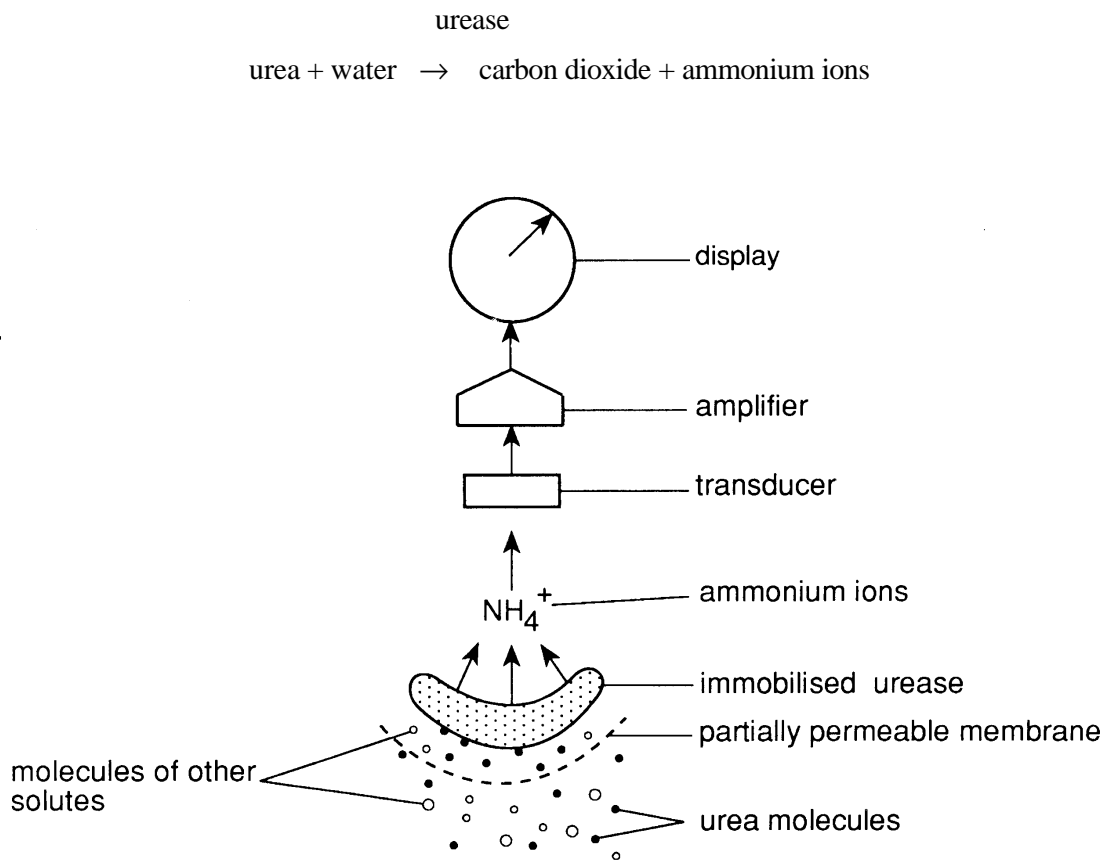 urease
urea + water → carbon dioxide + ammonium ions
display
amplifier
transducer
ammonium ions
NH4+
immobilised urease
partially permeable membrane
molecules of other
solutes
urea molecules